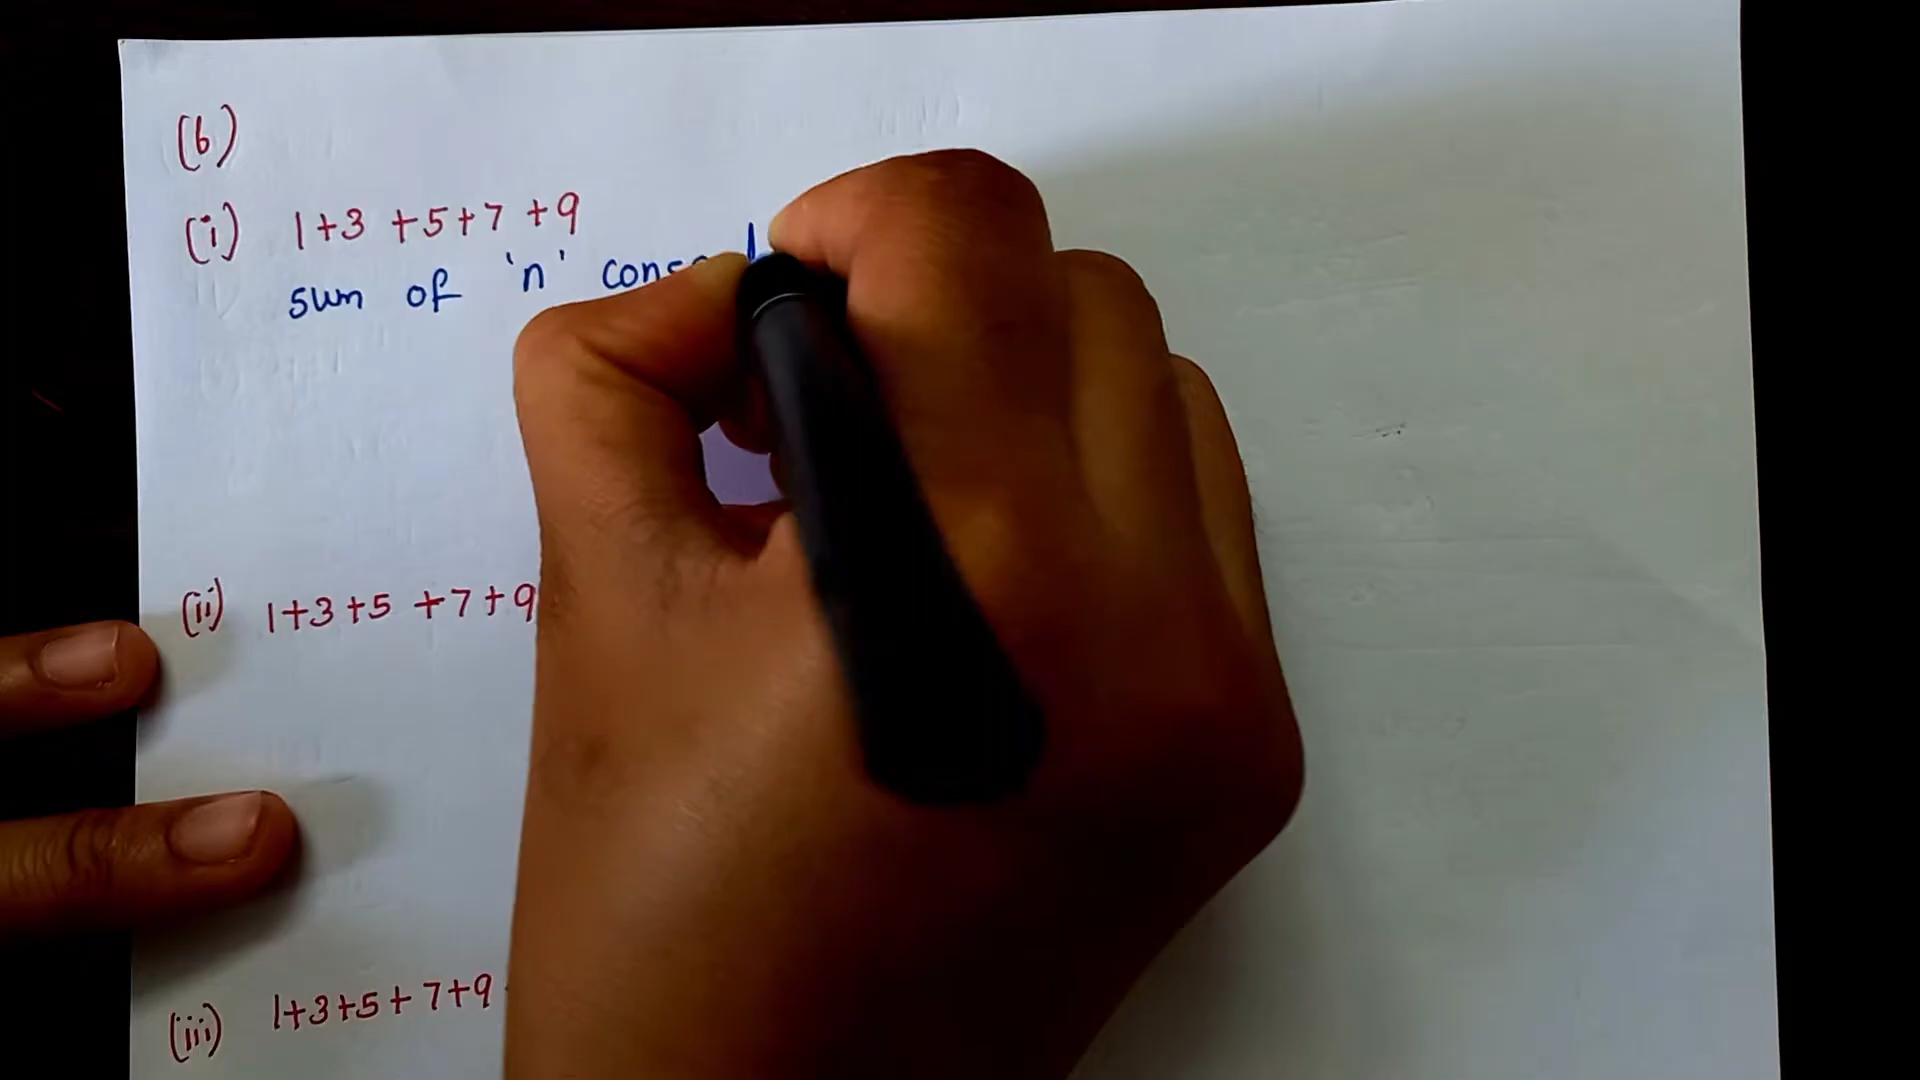 (6)
(i) 1+3+5+7+9
sum of 'n'
(ii) 1+3+5+7+9
(iii) 1+3+5+7+9